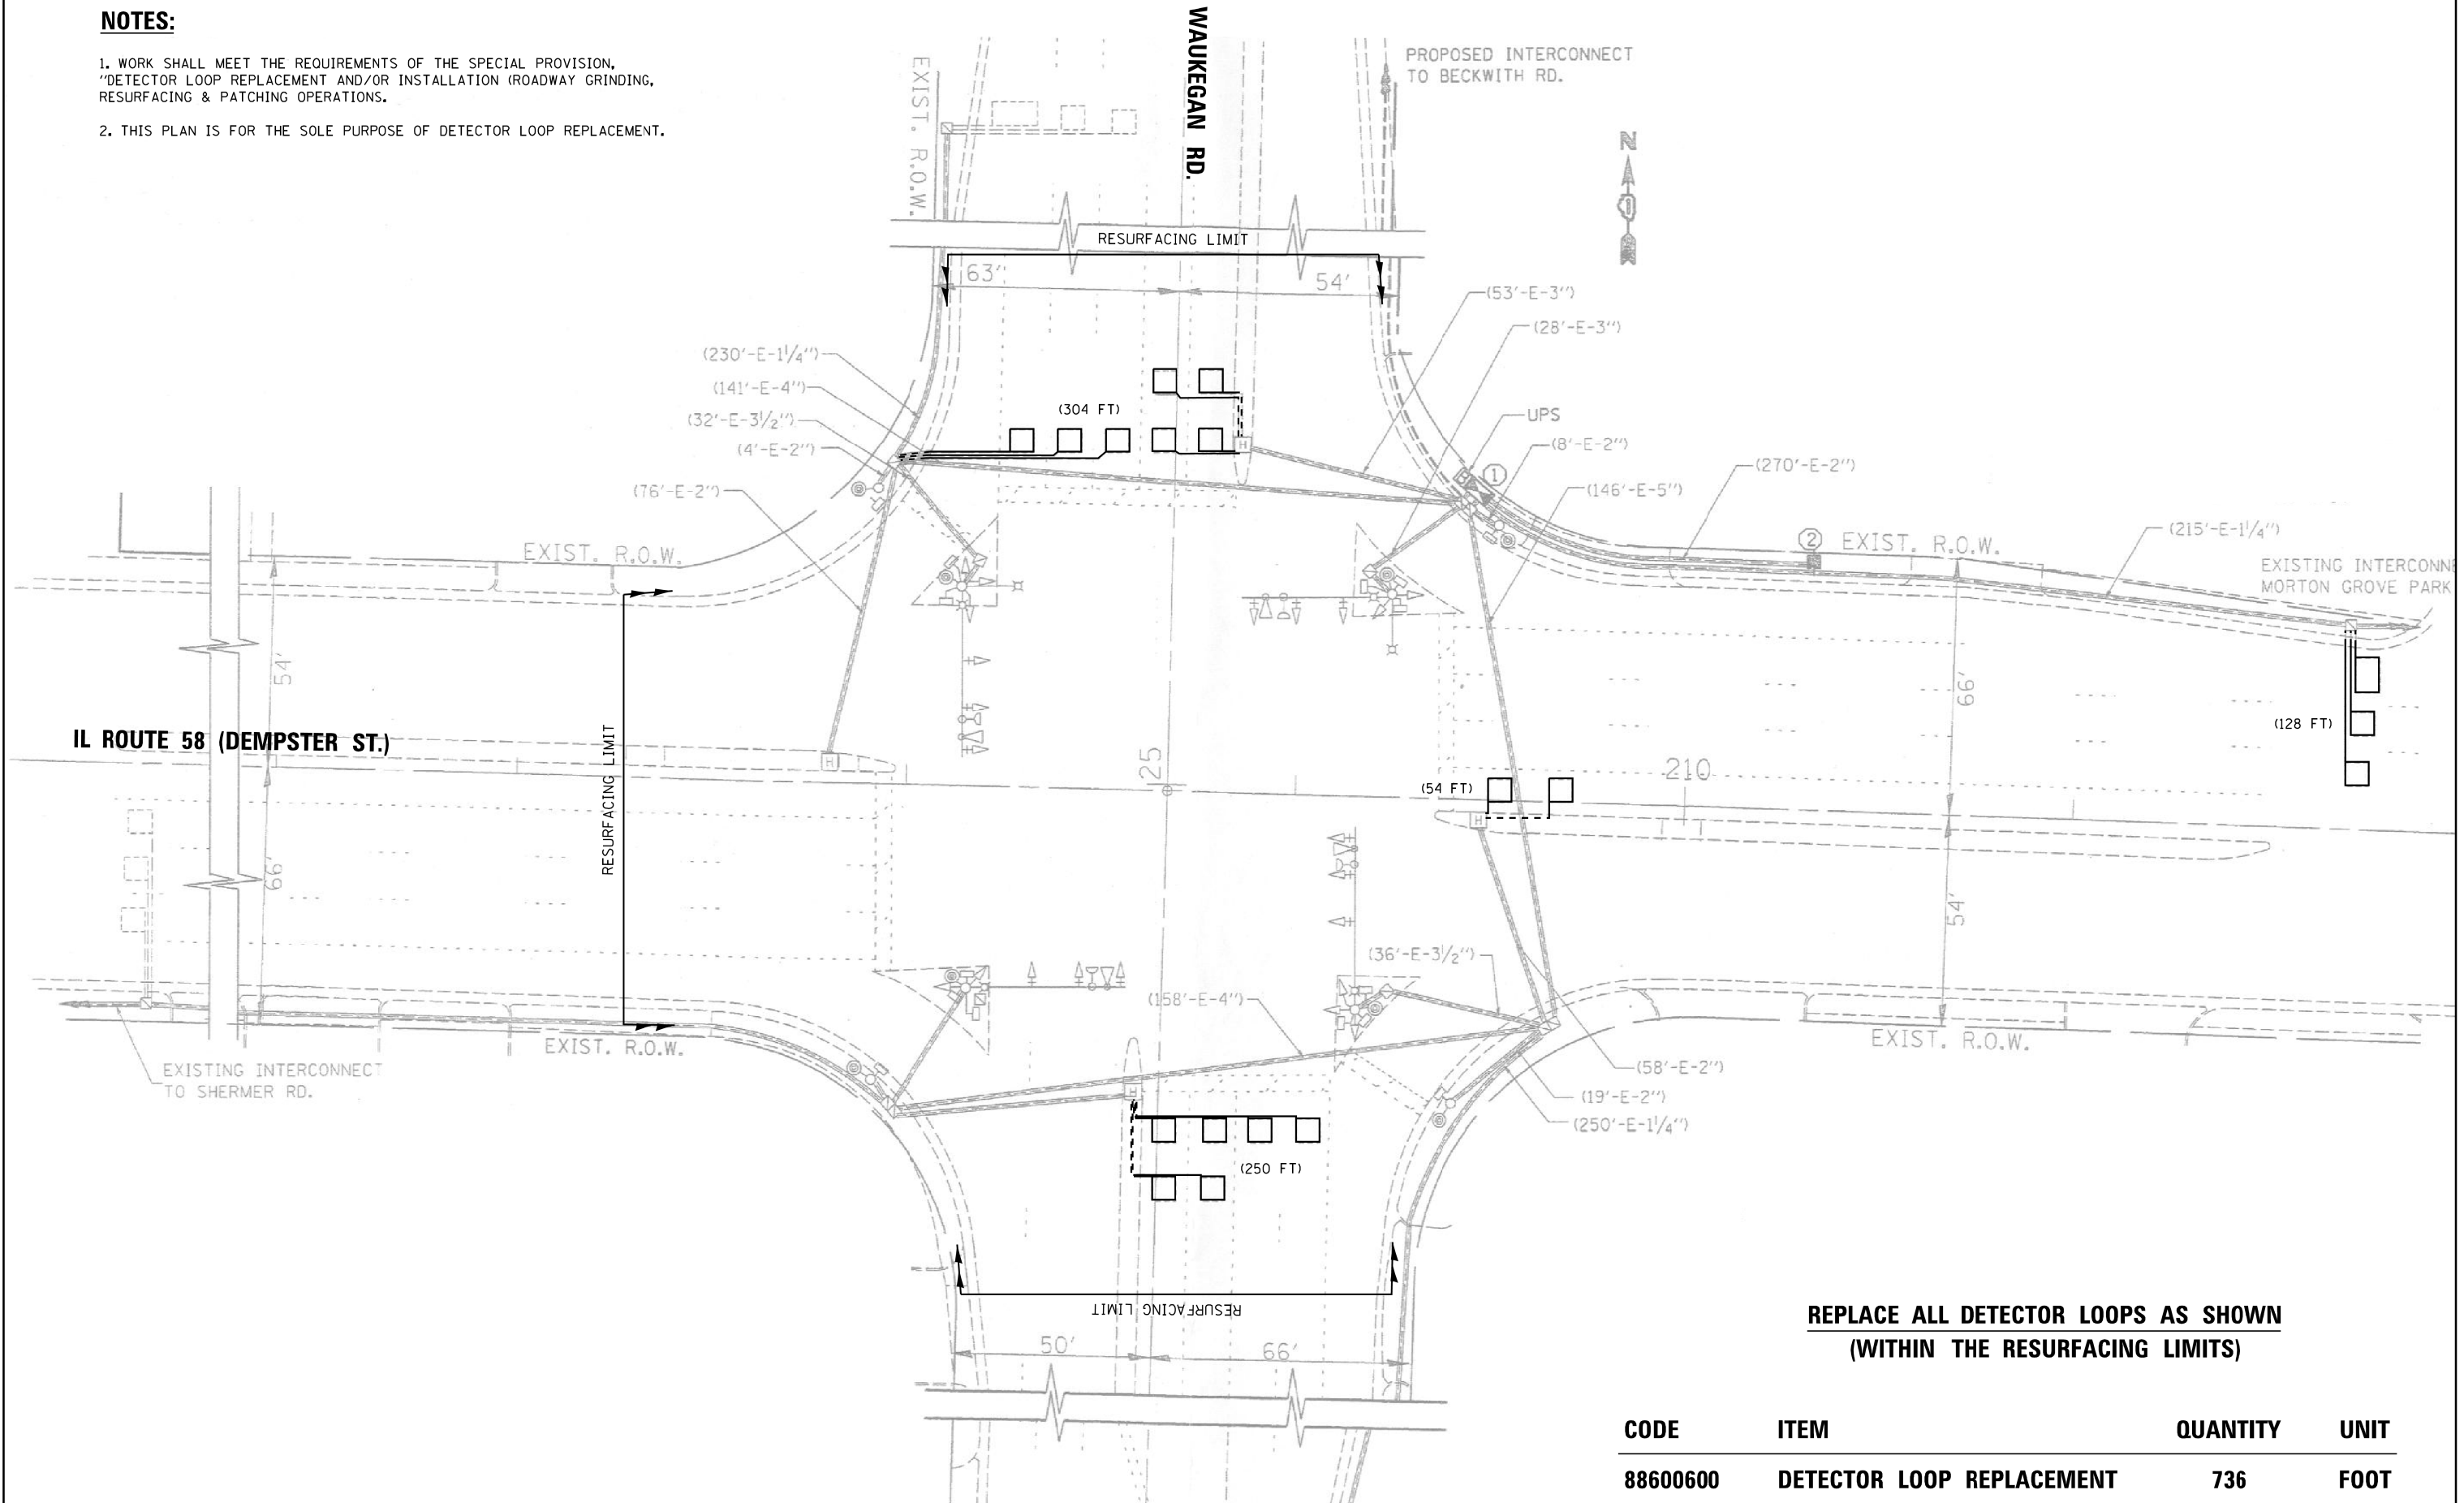 NOTES:
1. WORK SHALL MEET THE REQUIREMENTS OF THE SPECIAL PROVISION,
"DETECTOR LOOP REPLACEMENT AND/OR INSTALLATION (ROADWAY GRINDING,
RESURFACING & PATCHING OPERATIONS.
2. THIS PLAN IS FOR THE SOLE PURPOSE OF DETECTOR LOOP REPLACEMENT.
WAUKEGAN RD.
EXIST. R.O.W.
PROPOSED INTERCONNECT
TO BECKWITH RD.
N
RESURFACING LIMIT
63'
54'
(53'-E-3")
(28'-E-3")
(230'-E-1¼")
(141'-E-4")
(32'-E-3½")
(4'-E-2")
(76'-E-2")
(304 FT)
H
UPS
(8'-E-2")
1
(270'-E-2")
(146'-E-5")
2
EXIST. R.O.W.
(215'-E-1¼")
EXISTING INTERCONNE
MORTON GROVE PARK
EXIST. R.O.W.
54'
66'
IL ROUTE 58 (DEMPSTER ST.)
RESURFACING LIMIT
H
25
(54 FT)
H
210
66'
54'
(128 FT)
EXISTING INTERCONNECT
TO SHERMER RD.
EXIST. R.O.W.
(36'-E-3½")
(158'-E-4")
H
(58'-E-2")
(19'-E-2")
(250'-E-1¼")
EXIST. R.O.W.
(250 FT)
RESURFACING LIMIT
50'
66'
REPLACE ALL DETECTOR LOOPS AS SHOWN
(WITHIN THE RESURFACING LIMITS)
CODE ITEM QUANTITY UNIT
88600600 DETECTOR LOOP REPLACEMENT 736 FOOT